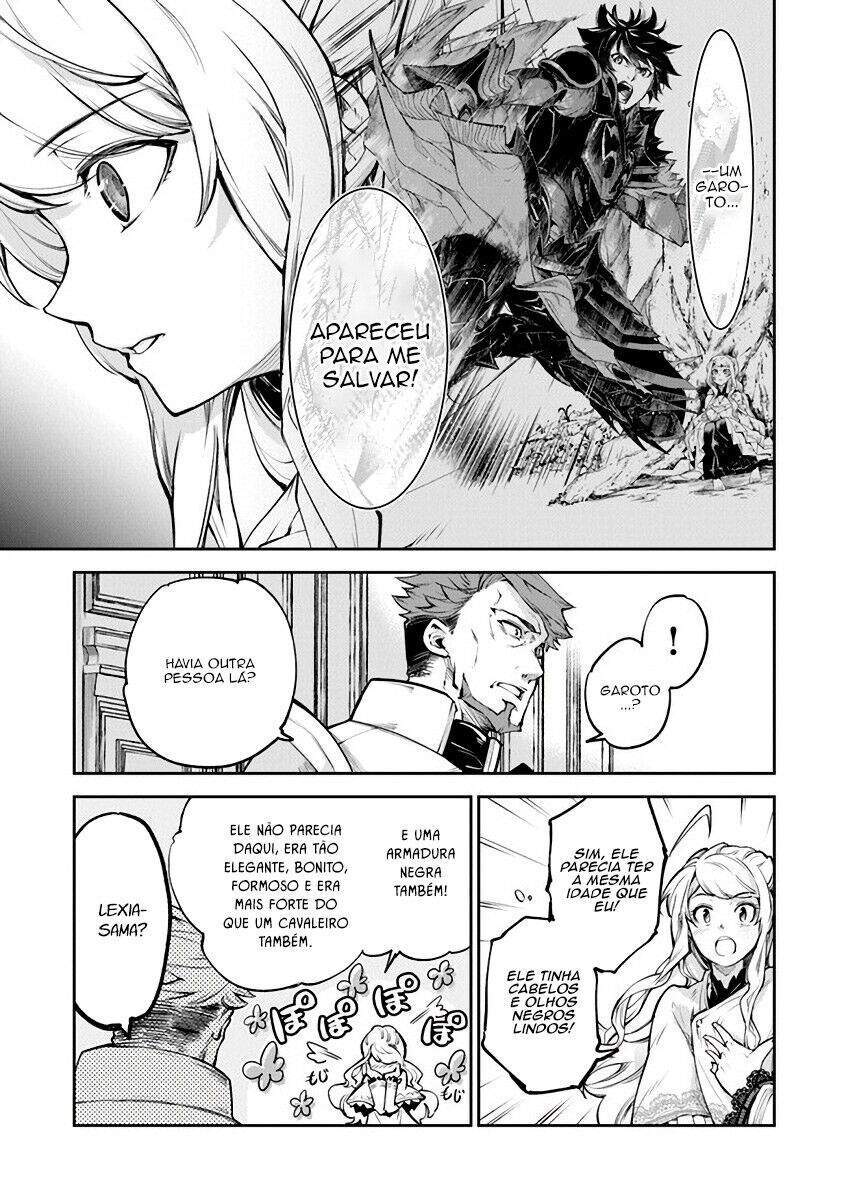 --UM
GARO-
TO...
APARECEU
PARA ME
SALVAR!
!
GAROTO
...?
HAVIA OUTRA
PESSOA LÁ?
SIM, ELE
PARECIA TER
A MESMA
IDADE QUE
EU!
ELE TINHA
CABELOS
E OLHOS
NEGROS
LINDOS!
E UMA
ARMADURA
NEGRA
TAMBÉM!
ELE NÃO PARECIA
DAQUI, ERA TÃO
ELEGANTE, BONITO,
FORMOSO E ERA
MAIS FORTE DO
QUE UM CAVALEIRO
TAMBÉM.
ぽ
ぽ
ぽ
ぽ
もじ
もじ
LEXIA-
SAMA?